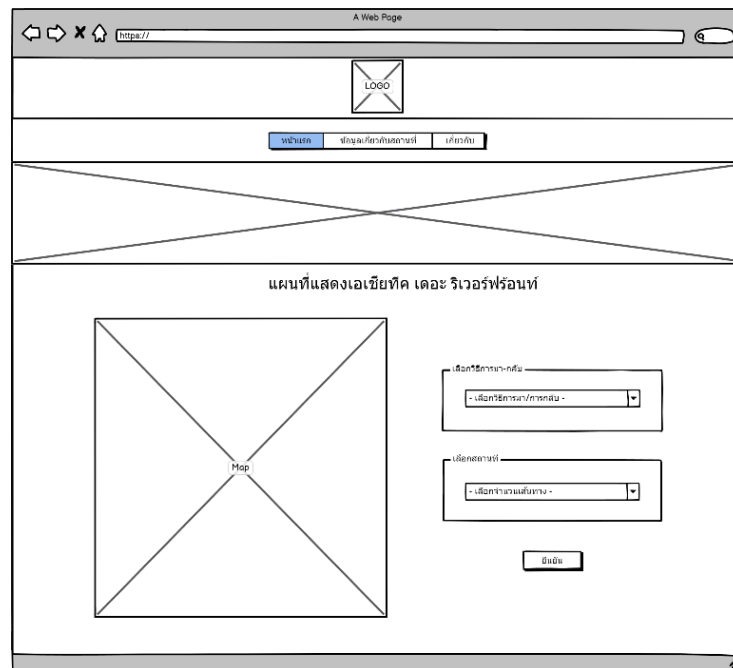 A Web Page
https://
LOGO
หน้าแรก ข้อมูลเกี่ยวกับสถานที่ เกี่ยวกับ
แผนที่แสดงเอเชียทีค เดอะ ริเวอร์ฟร้อนท์
เลือกวิธีการมา-กลับ
- เลือกวิธีการมา/การกลับ -
Map
เลือกสถานที่
- เลือกจำนวนเส้นทาง -
ยืนยัน